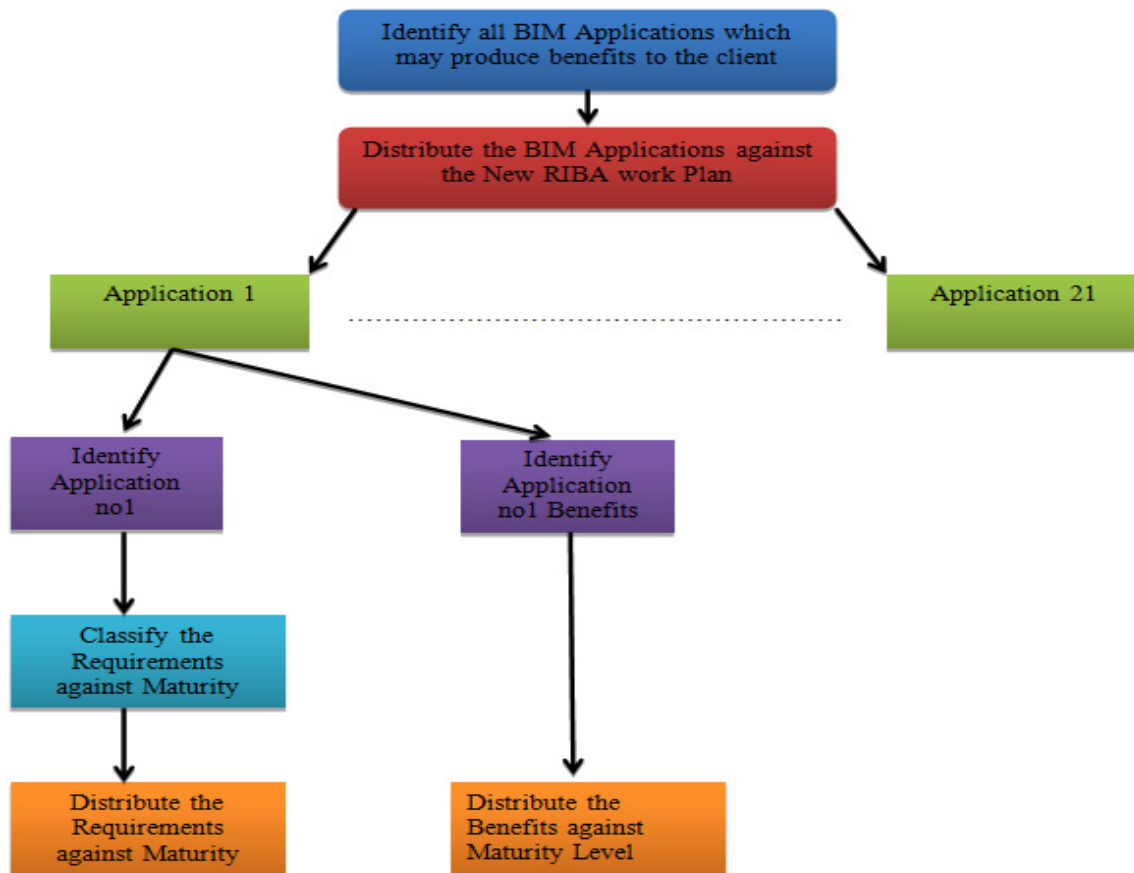 Identify all BIM Applications which
may produce benefits to the client
Distribute the BIM Applications against
the New RIBA work Plan
Application 1
Application 21
Identify
Application
no1
Identify
Application
no1 Benefits
Classify the
Requirements
against Maturity
Distribute the
Requirements
against Maturity
Distribute the
Benefits against
Maturity Level